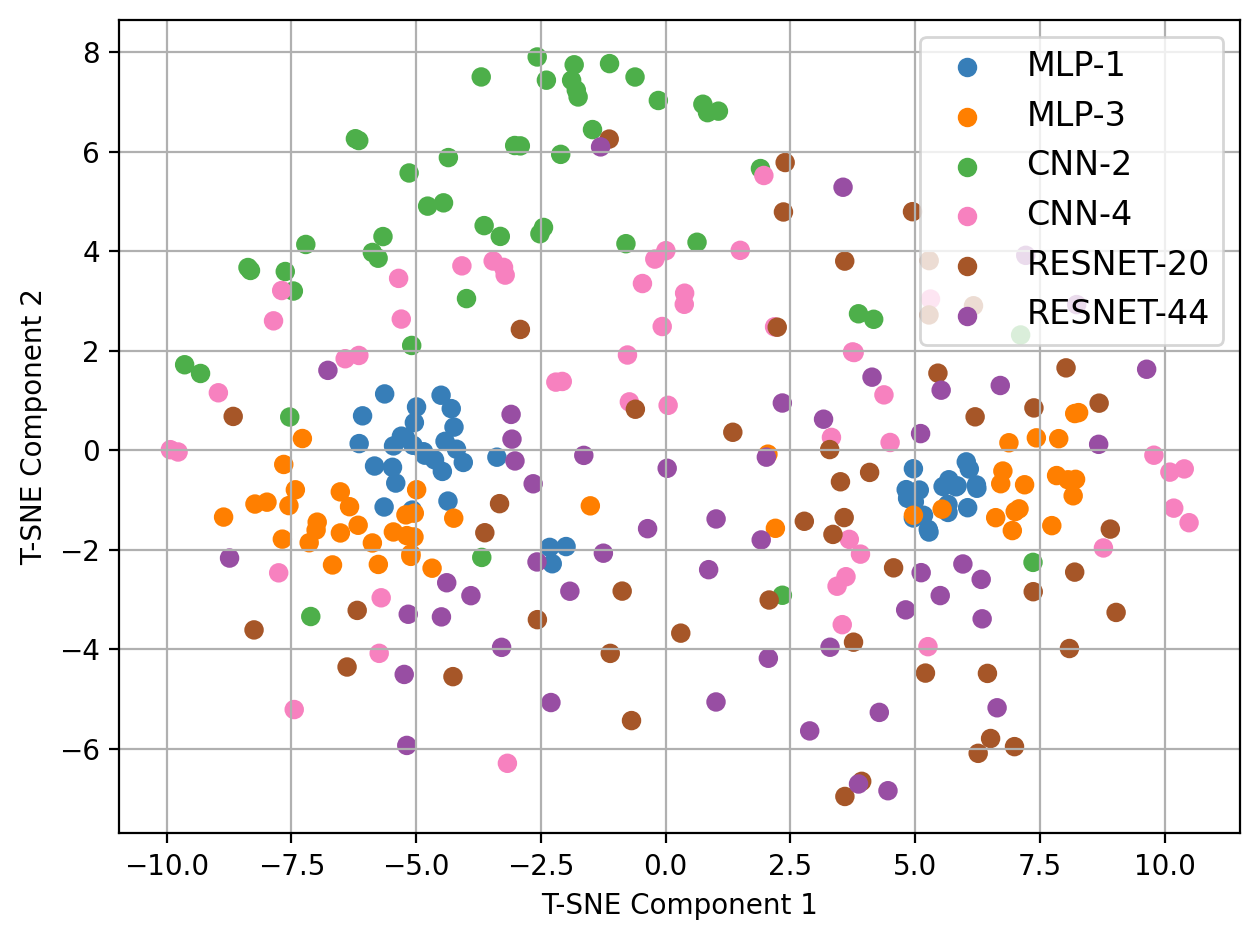 MLP-1
MLP-3
CNN-2
CNN-4
RESNET-20
RESNET-44
8
6
4
2
0
−2
−4
−6
T-SNE Component 2
−10.0 −7.5 −5.0 −2.5 0.0 2.5 5.0 7.5 10.0
T-SNE Component 1